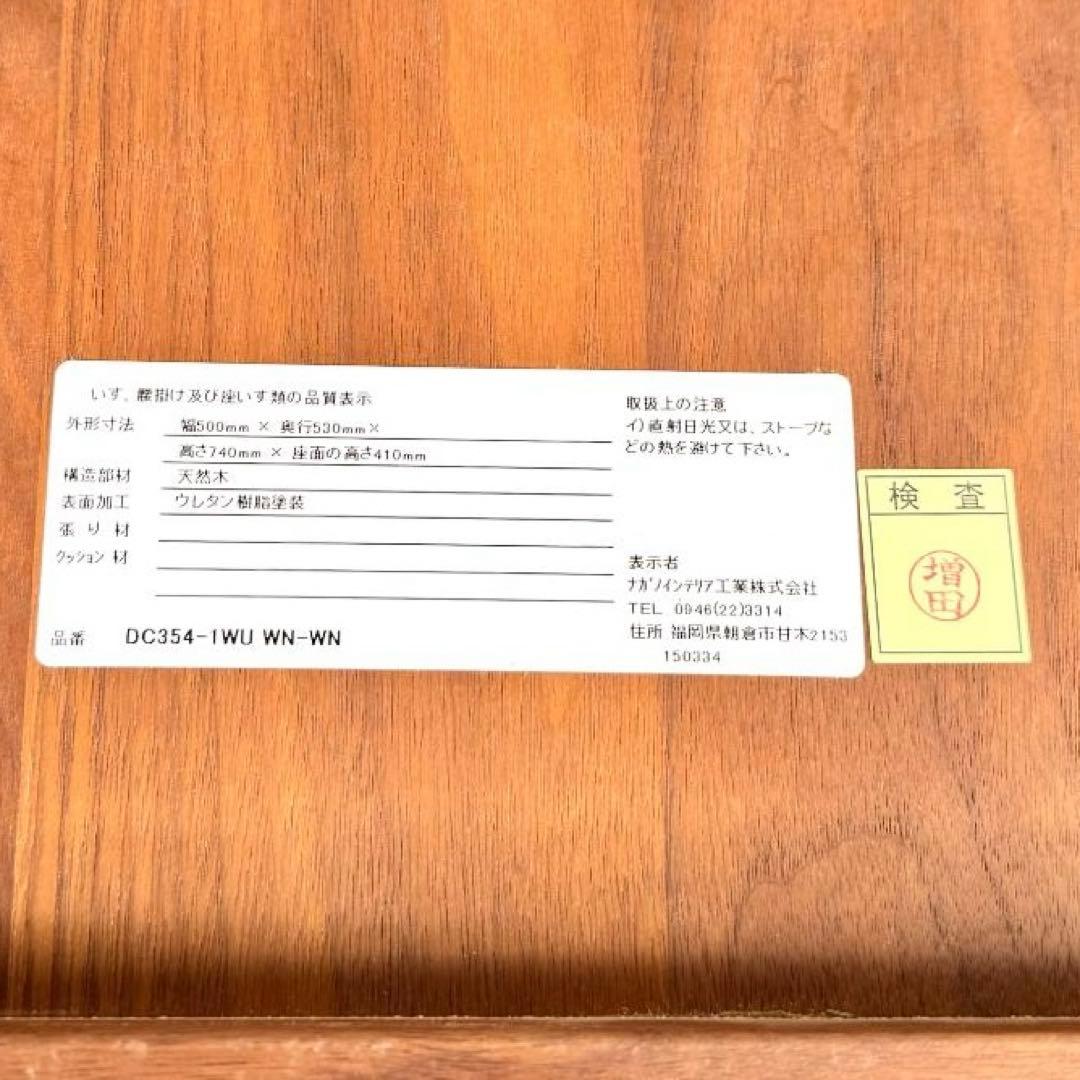 いす、腰掛け及び座いす類の品質表示
外形寸法 幅500mm × 奥行530mm×
高さ740mm × 座面の高さ410mm
構造部材 天然木
表面加工 ウレタン樹脂塗装
張り材
クッション材
品番 DC354-1WU WN-WN
取扱上の注意
イ)直射日光又は、ストーブな
どの熱を避けて下さい。
表示者
ナガノインテリア工業株式会社
TEL 0946(22)3314
住所 福岡県朝倉市甘木2153
150334
検査
増田